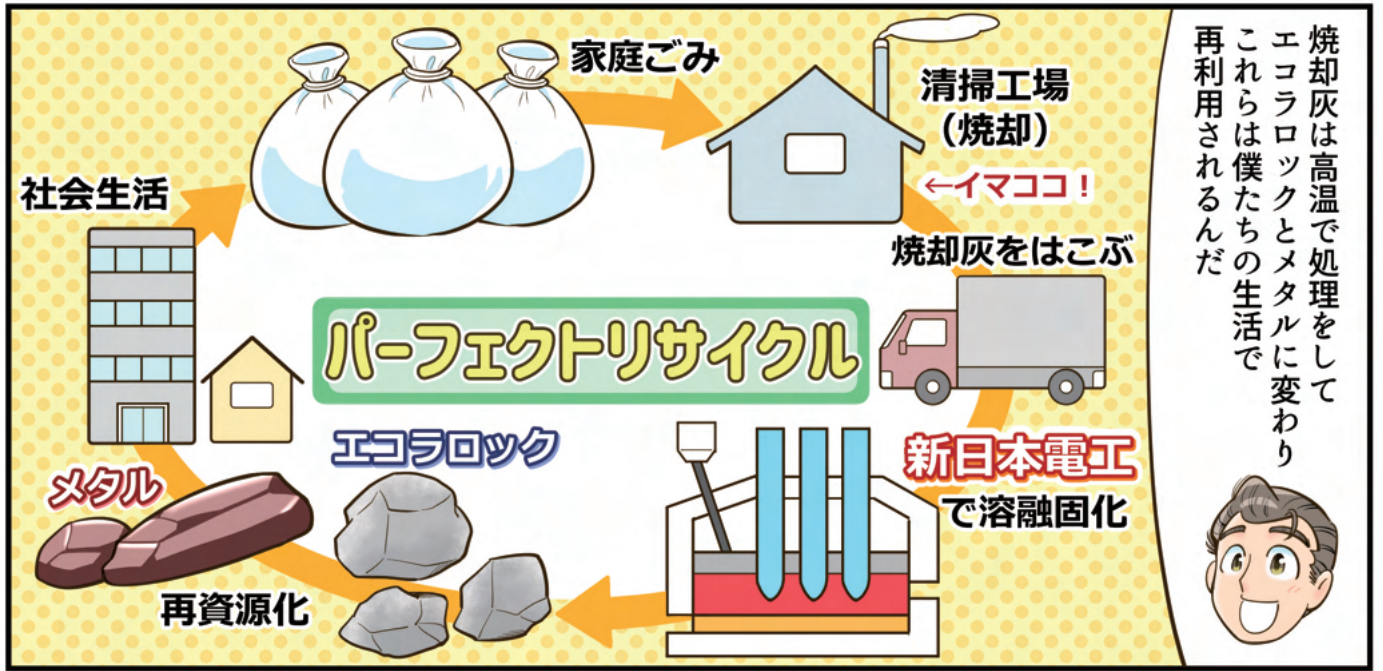 焼却灰は高温で処理をして
エコラロックとメタルに変わり
これらは僕たちの生活で
再利用されるんだ
家庭ごみ
清掃工場
（焼却）
←イマココ！
社会生活
焼却灰をはこぶ
パーフェクトリサイクル
新日本電工
で溶融固化
エコラロック
メタル
再資源化